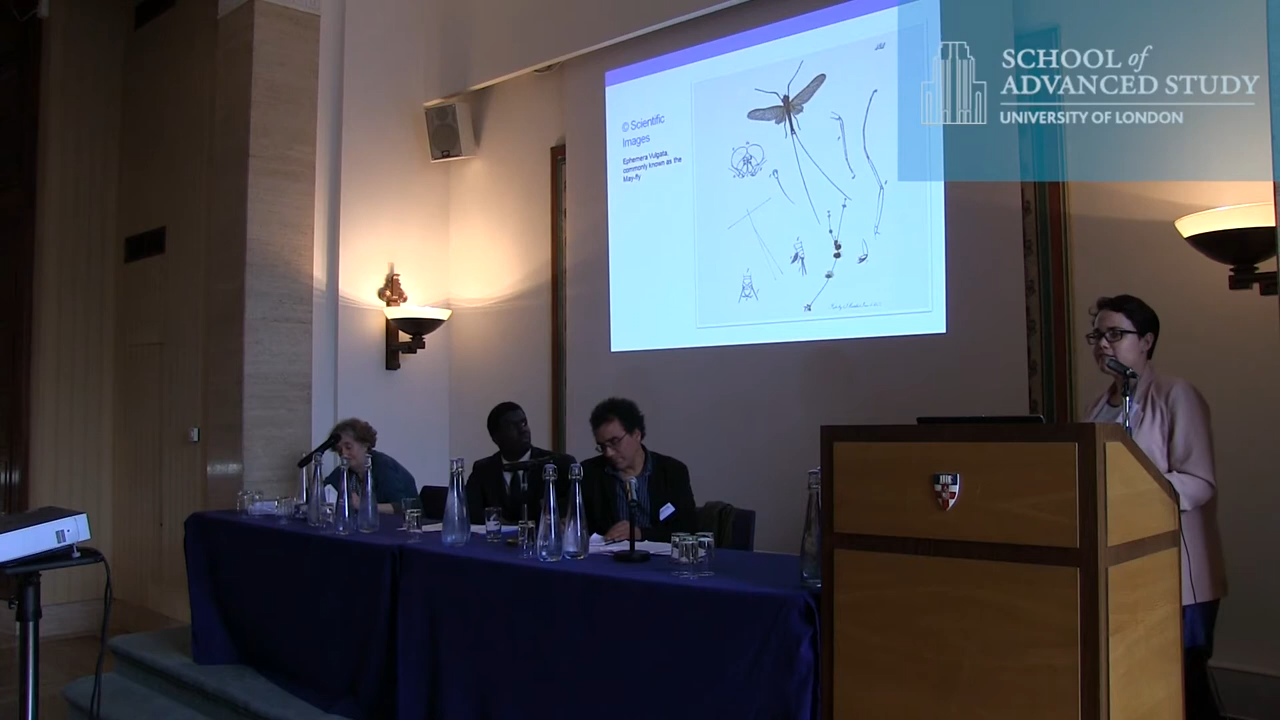 © Scientific
Images
Ephemera Vulgata,
commonly known as the
May-fly
SCHOOL of
ADVANCED STUDY
UNIVERSITY OF LONDON